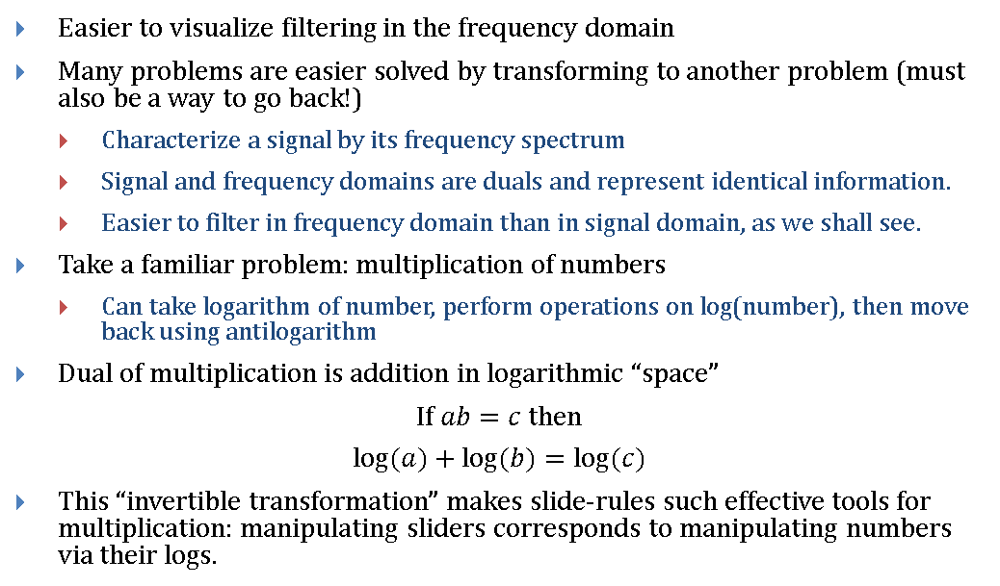 Easier to visualize filtering in the frequency domain
Many problems are easier solved by transforming to another problem (must
also be a way to go back!)
Characterize a signal by its frequency spectrum
Signal and frequency domains are duals and represent identical information.
Easier to filter in frequency domain than in signal domain, as we shall see.
Take a familiar problem: multiplication of numbers
Can take logarithm of number, perform operations on log(number), then move
back using antilogarithm
Dual of multiplication is addition in logarithmic “space”
If ab = c then
log(a) + log(b) = log(c)
This “invertible transformation” makes slide-rules such effective tools for
multiplication: manipulating sliders corresponds to manipulating numbers
via their logs.